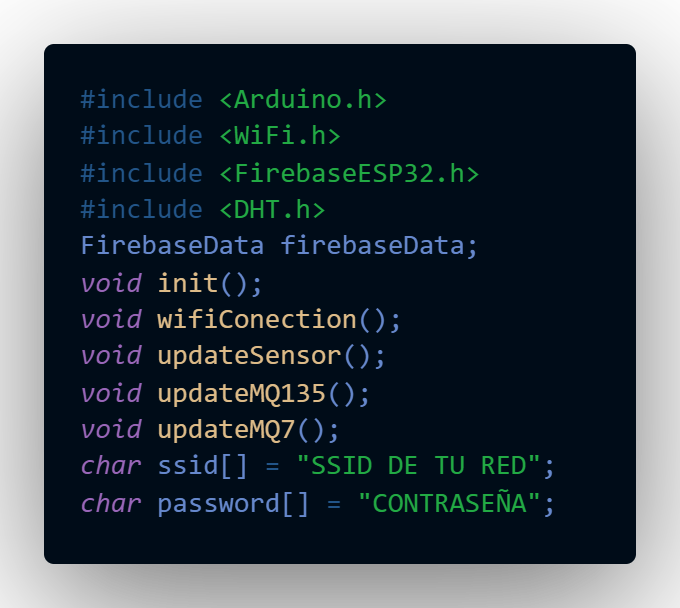 #include <Arduino.h>
#include <WiFi.h>
#include <FirebaseESP32.h>
#include <DHT.h>
FirebaseData firebaseData;
void init();
void wifiConection();
void updateSensor();
void updateMQ135();
void updateMQ7();
char ssid[] = "SSID DE TU RED";
char password[] = "CONTRASEÑA";